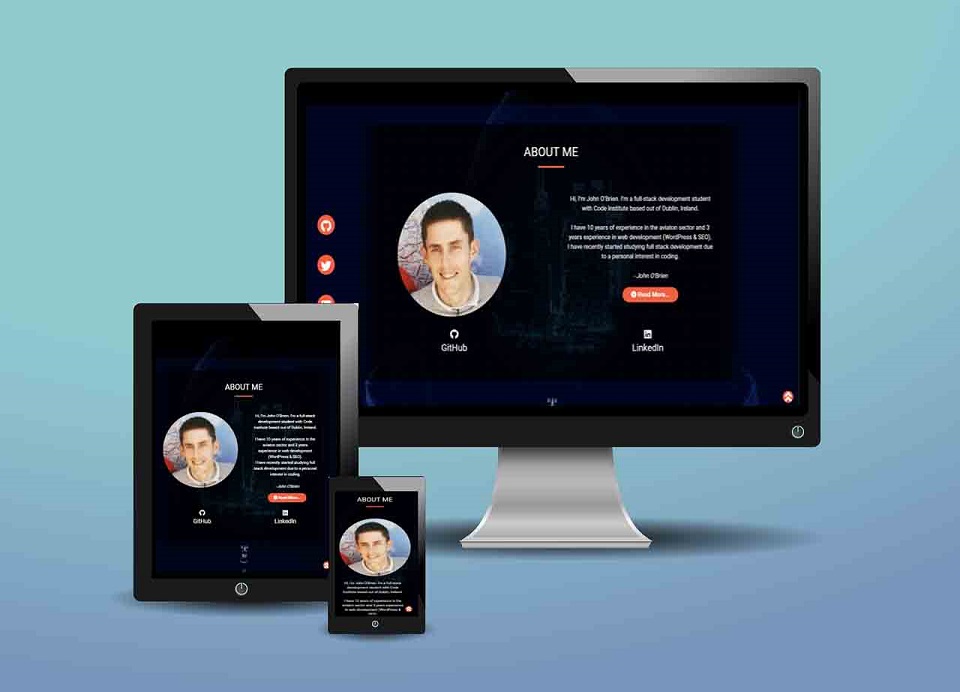 ABOUT ME
Hi, I'm John O'Brien. I'm a full-stack development student
with Code Institute based out of Dublin, Ireland.
I have 10 years of experience in the aviaton sector and 3
years experience in web development (WordPress & SEO).
I have recently started studying full stack development due
to a personal interest in coding.
- John O'Brien
Read More...
GitHub
LinkedIn
ABOUT ME
Hi, I'm John O'Brien. I'm a full-stack
development student with Code
Institute based out of Dublin, Ireland.
I have 10 years of experience in the
aviaton sector and 3 years
experience in web development
(WordPress & SEO).
I have recently started studying full
stack development due to a personal
interest in coding.
- John O'Brien
Read More...
GitHub
LinkedIn
ABOUT ME
Hi, I'm John O'Brien. I'm a full-stack
development student with Code
Institute based out of Dublin, Ireland.
I have 10 years of experience in the
aviaton sector and 3 years experience
in web development (WordPress &
SEO).